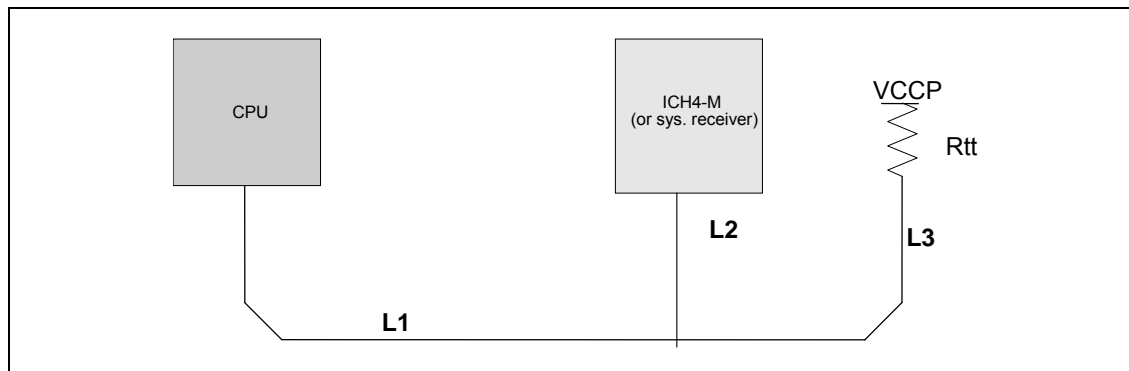 CPU
ICH4-M
(or sys. receiver)
VCCP
Rtt
L2
L3
L1